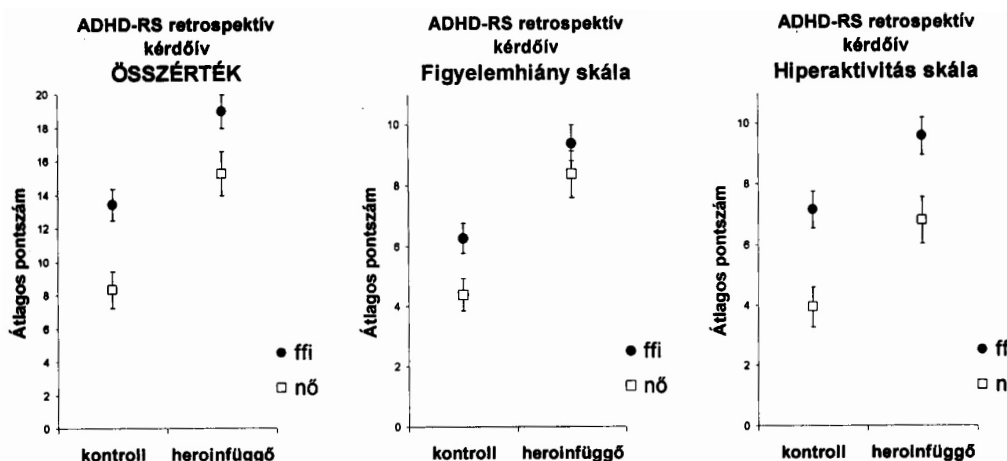 ADHD-RS retrospektív
kérdőív
ÖSSZÉRTÉK
Átlagos pontszám
20
18
16
14
12
10
8
6
4
2
0
ffi
nő
kontroll heroinfüggő
ADHD-RS retrospektív
kérdőív
Figyelemhiány skála
Átlagos pontszám
10
8
6
4
2
0
ffi
nő
kontroll heroinfüggő
ADHD-RS retrospektív
kérdőív
Hiperaktivitás skála
Átlagos pontszám
10
8
6
4
2
0
ff
n
kontroll heroinfüggő